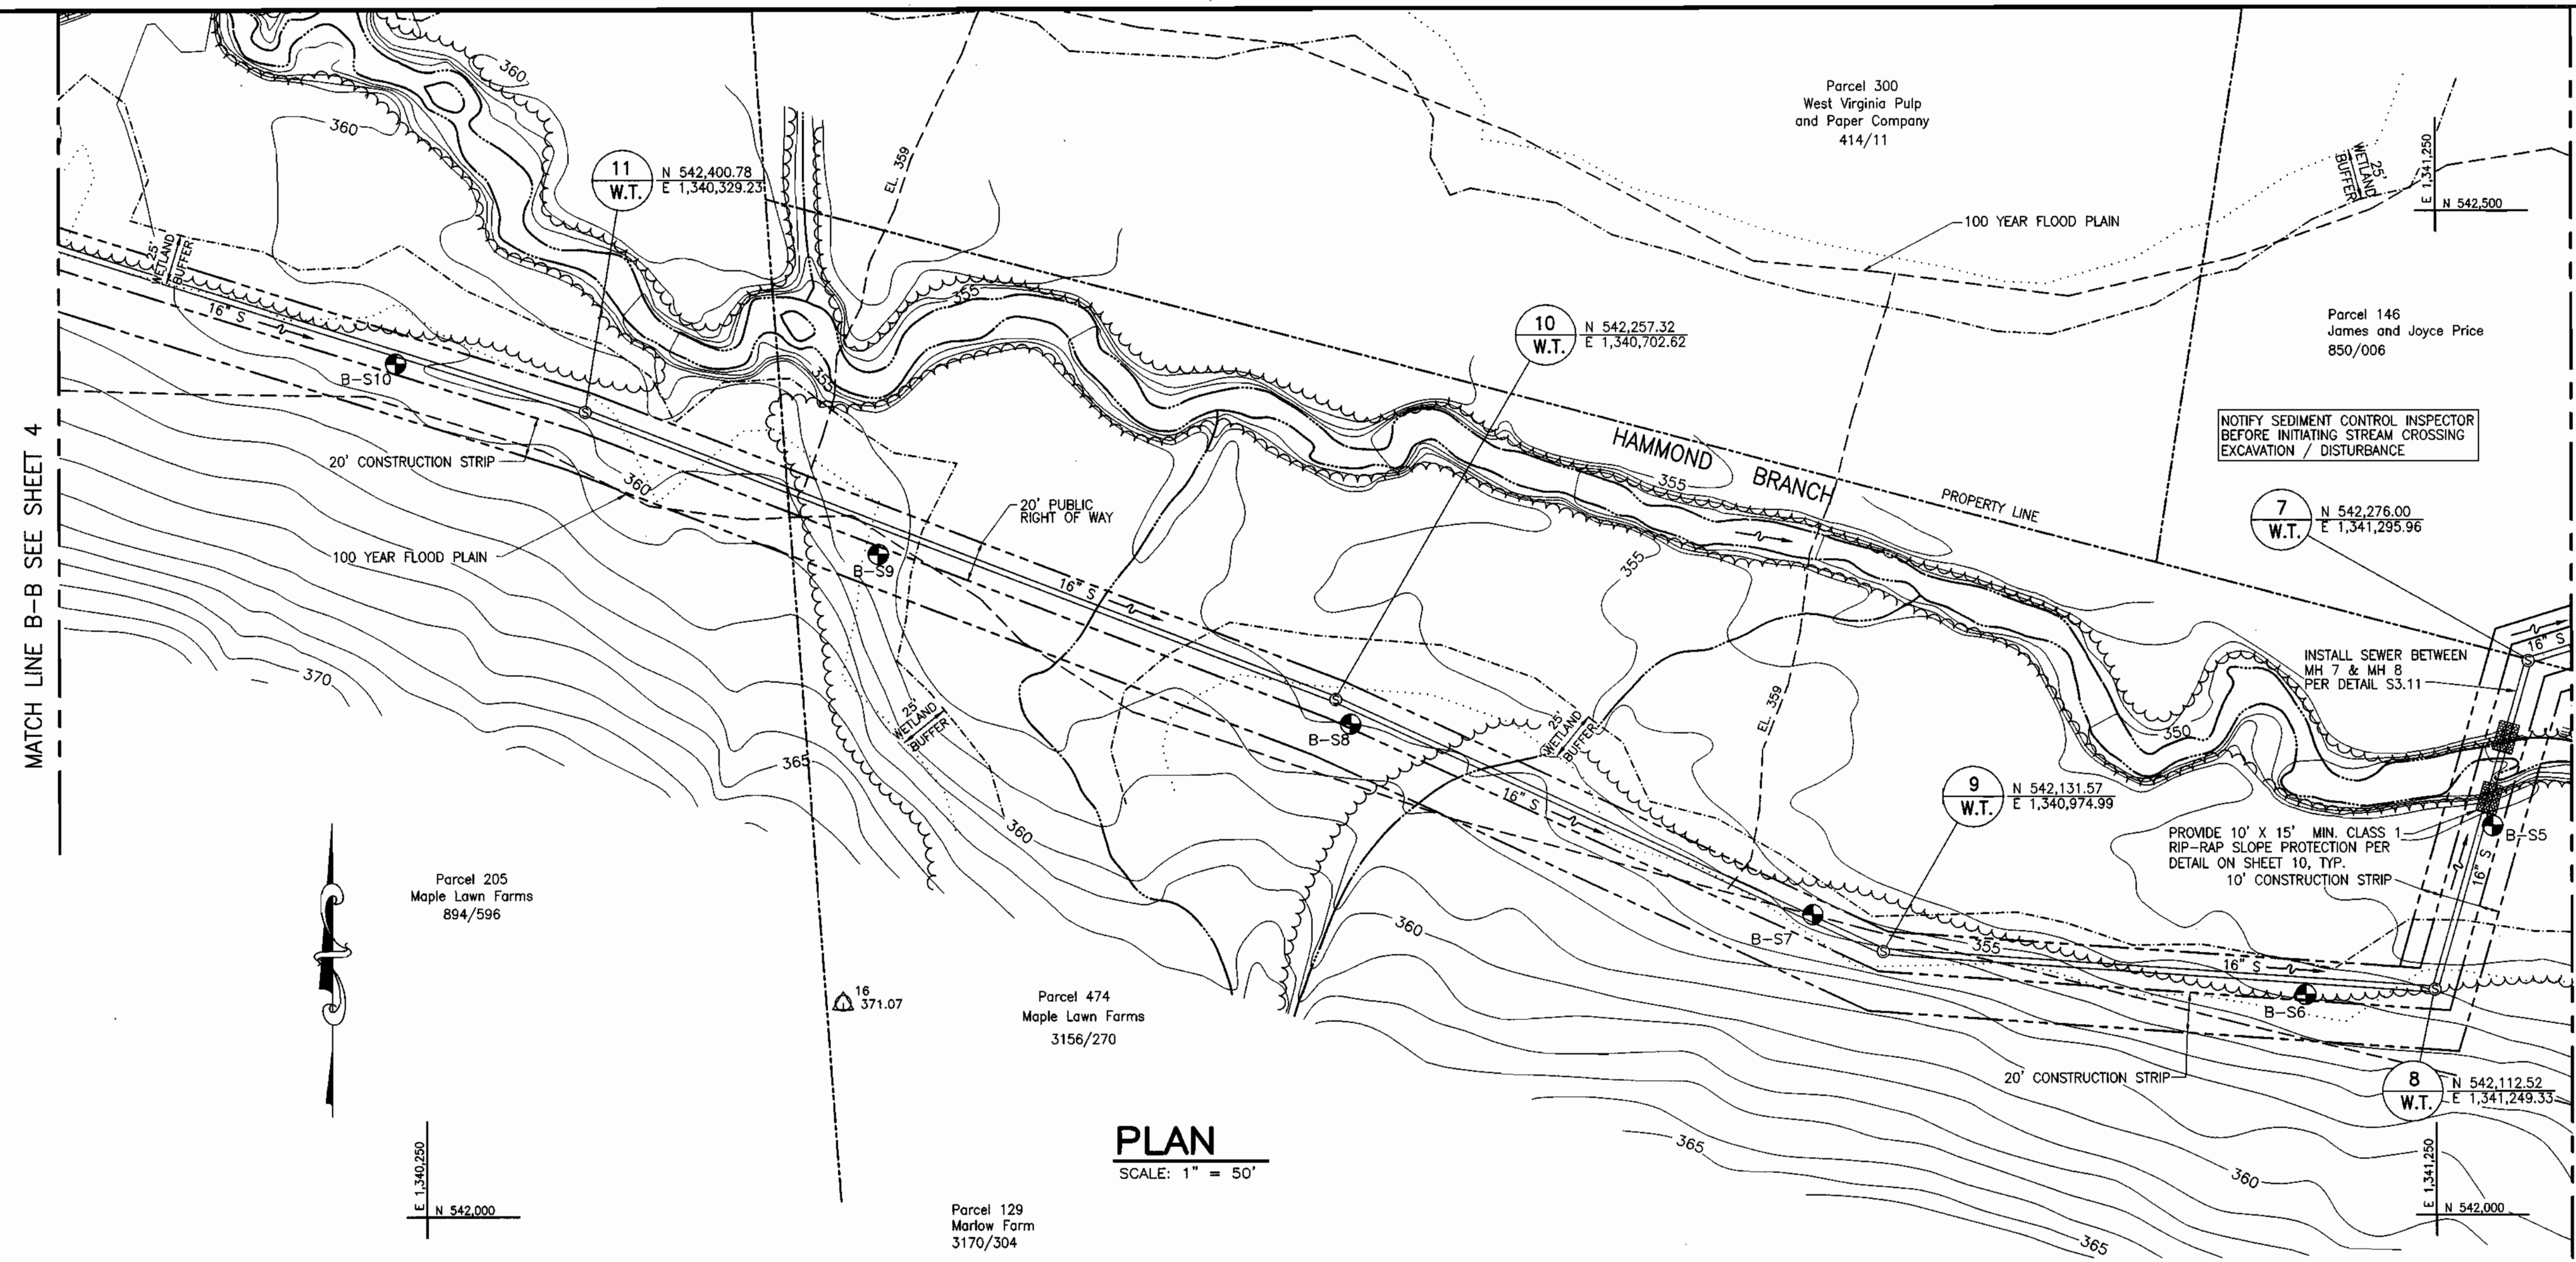 MATCH LINE B-B SEE SHEET 4
360
360
11
W.T.
N 542,400.78
E 1,340,329.23
EL. 359
Parcel 300
West Virginia Pulp
and Paper Company
414/11
25'
WETLAND
BUFFER
E 1,341,250
N 542,500
100 YEAR FLOOD PLAIN
25'
WETLAND
BUFFER
16" S
B-S10
355
355
10
W.T.
N 542,257.32
E 1,340,702.62
Parcel 146
James and Joyce Price
850/006
NOTIFY SEDIMENT CONTROL INSPECTOR
BEFORE INITIATING STREAM CROSSING
EXCAVATION / DISTURBANCE
20' CONSTRUCTION STRIP
360
100 YEAR FLOOD PLAIN
20' PUBLIC
RIGHT OF WAY
B-S9
16" S
HAMMOND BRANCH
355
355
PROPERTY LINE
7
W.T.
N 542,276.00
E 1,341,295.96
16" S
INSTALL SEWER BETWEEN
MH 7 & MH 8
PER DETAIL S3.11
370
365
25'
WETLAND
BUFFER
B-S8
25'
WETLAND
BUFFER
EL. 359
350
16" S
9
W.T.
N 542,131.57
E 1,340,974.99
PROVIDE 10' X 15' MIN. CLASS 1
RIP-RAP SLOPE PROTECTION PER
DETAIL ON SHEET 10, TYP.
10' CONSTRUCTION STRIP
B-S5
16" S
360
Parcel 205
Maple Lawn Farms
894/596
360
B-S7
355
16" S
B-S6
16
371.07
Parcel 474
Maple Lawn Farms
3156/270
20' CONSTRUCTION STRIP
8
W.T.
N 542,112.52
E 1,341,249.33
PLAN
SCALE: 1" = 50'
365
360
365
E 1,340,250
N 542,000
Parcel 129
Marlow Farm
3170/304
E 1,341,250
N 542,000